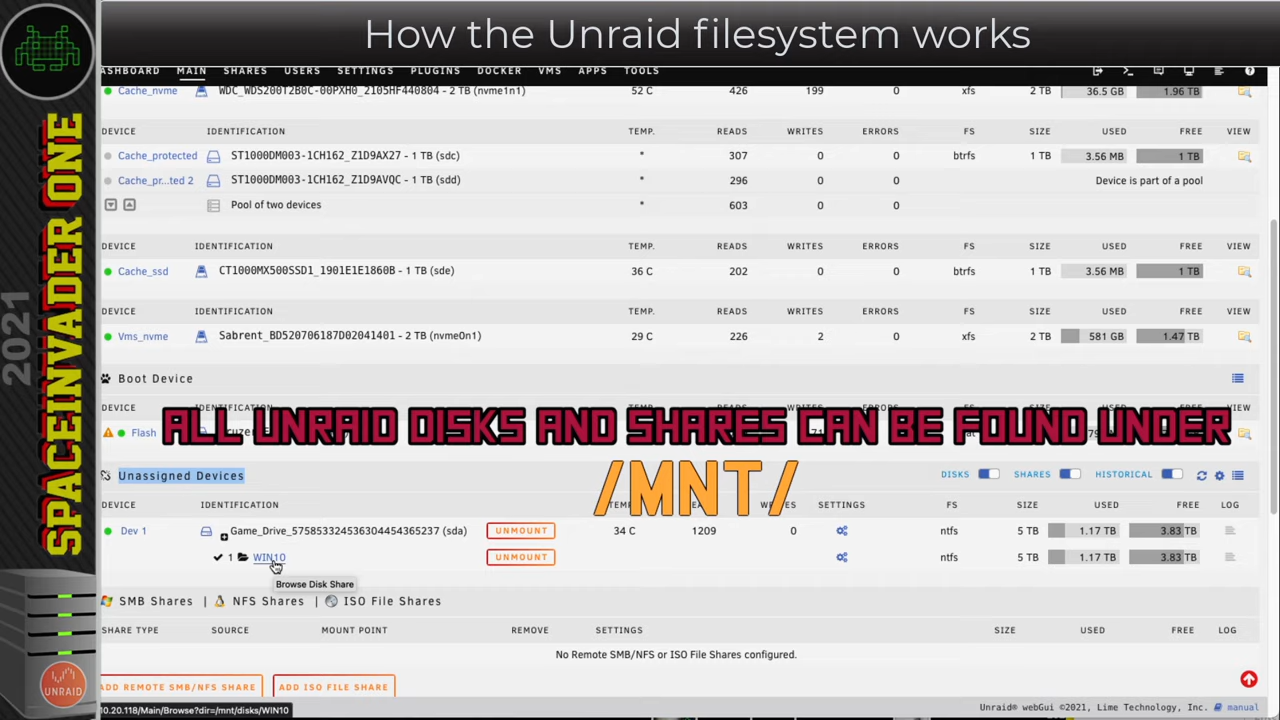 How the Unraid filesystem works
ASHBOARD MAIN SHARES USERS SETTINGS PLUGINS DOCKER VMS APPS TOOLS
Cache_nvme WDC_WDS200T2B0C-00PXH0_2105HF440804 - 2 TB (nvme1n1) 52 C 426 199 0 xfs 2 TB 36.5 GB 1.96 TB
DEVICE IDENTIFICATION TEMP. READS WRITES ERRORS FS SIZE USED FREE VIEW
Cache_protected ST1000DM003-1CH162_Z1D9AX27 - 1 TB (sdc) * 307 0 0 btrfs 1 TB 3.56 MB 1 TB
Cache_pr...ted 2 ST1000DM003-1CH162_Z1D9AVQC - 1 TB (sdd) * 296 0 0 Device is part of a pool
Pool of two devices * 603 0 0
DEVICE IDENTIFICATION TEMP. READS WRITES ERRORS FS SIZE USED FREE VIEW
Cache_ssd CT1000MX500SSD1_1901E1E1860B - 1 TB (sde) 36 C 202 0 0 btrfs 1 TB 3.56 MB 1 TB
DEVICE IDENTIFICATION TEMP. READS WRITES ERRORS FS SIZE USED FREE VIEW
Vms_nvme Sabrent_BD520706187D02041401 - 2 TB (nvme0n1) 29 C 226 2 0 xfs 2 TB 581 GB 1.47 TB
Boot Device
DEVICE
Flash
ALL UNRAID DISKS AND SHARES CAN BE FOUND UNDER
/MNT/
Unassigned Devices DISKS SHARES HISTORICAL
DEVICE IDENTIFICATION SETTINGS FS SIZE USED FREE LOG
Dev 1 Game_Drive_575853324536304454365237 (sda) UNMOUNT 34 C 1209 0 ntfs 5 TB 1.17 TB 3.83 TB
1 WIN10 UNMOUNT ntfs 5 TB 1.17 TB 3.83 TB
Browse Disk Share
SMB Shares | NFS Shares | ISO File Shares
SHARE TYPE SOURCE MOUNT POINT REMOVE SETTINGS SIZE USED FREE LOG
No Remote SMB/NFS or ISO File Shares configured.
ADD REMOTE SMB/NFS SHARE ADD ISO FILE SHARE
10.20.118/Main/Browse?dir=/mnt/disks/WIN10
Unraid® webGui ©2021, Lime Technology, Inc. manual
2021
SPACEINVADER ONE
UNRAID